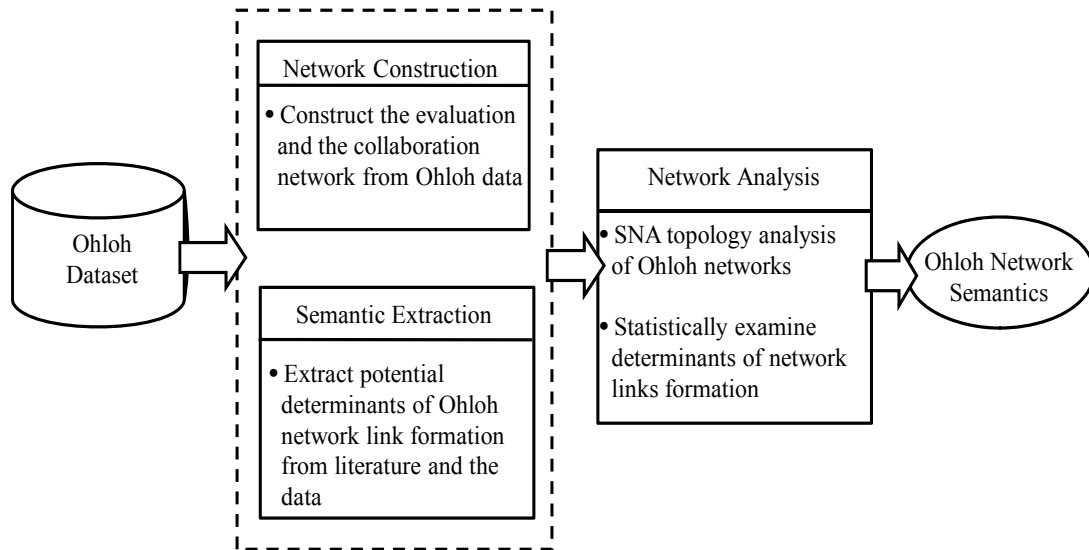 Ohloh
Dataset
Network Construction
• Construct the evaluation
and the collaboration
network from Ohloh data
Semantic Extraction
• Extract potential
determinants of Ohloh
network link formation
from literature and the
data
Network Analysis
• SNA topology analysis
of Ohloh networks
• Statistically examine
determinants of network
links formation
Ohloh Network
Semantics